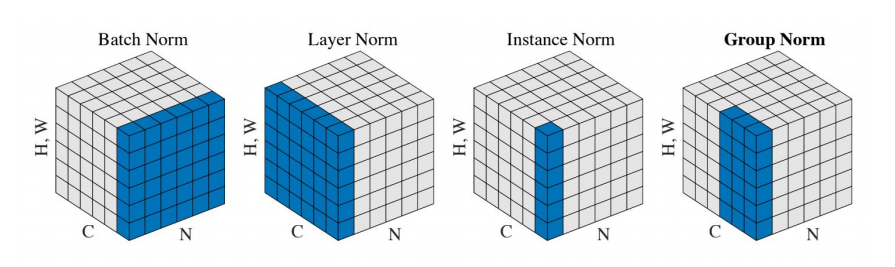 Batch Norm
Layer Norm
Instance Norm
Group Norm
H, W
C
N
H, W
C
N
H, W
C
N
H, W
C
N